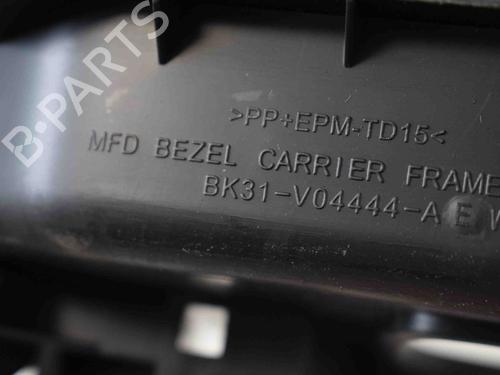 >PP+EPM-TD15<
MFD BEZEL CARRIER FRAME
BK31-V04444-A E
B-PARTS